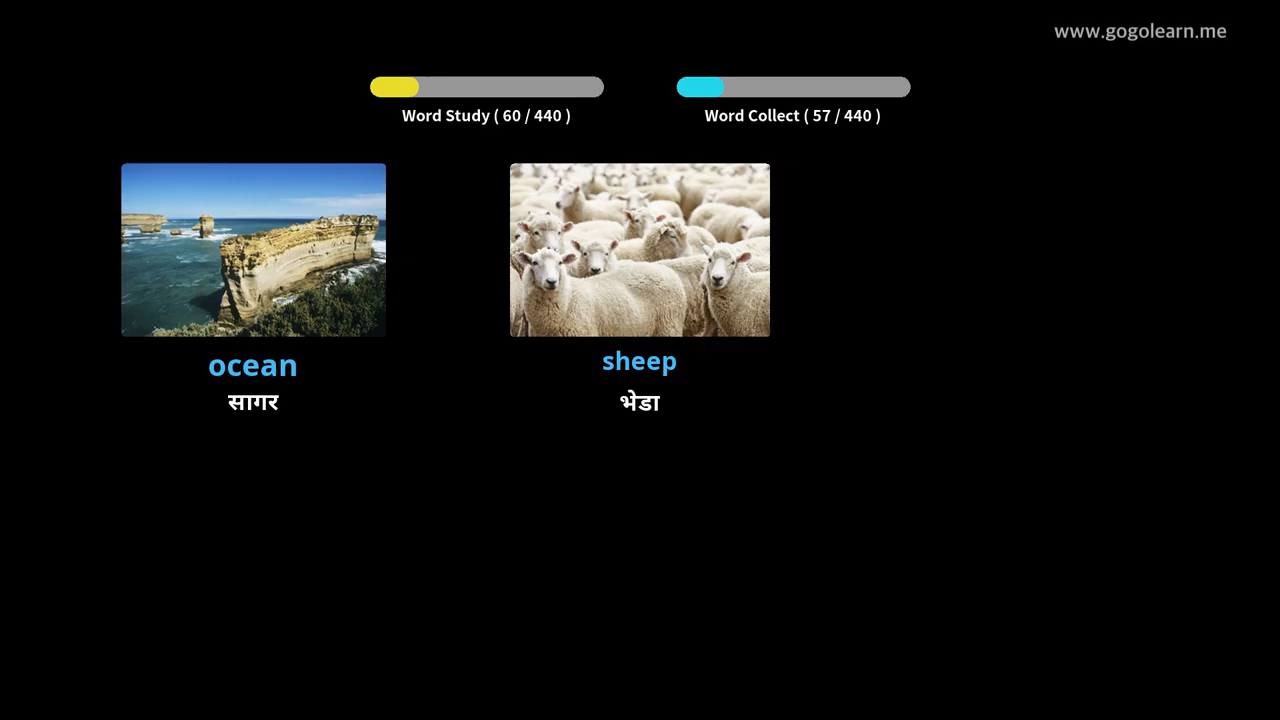 www.gogolearn.me
Word Study ( 60 / 440 )
Word Collect ( 57 / 440 )
ocean
सागर
sheep
भेडा